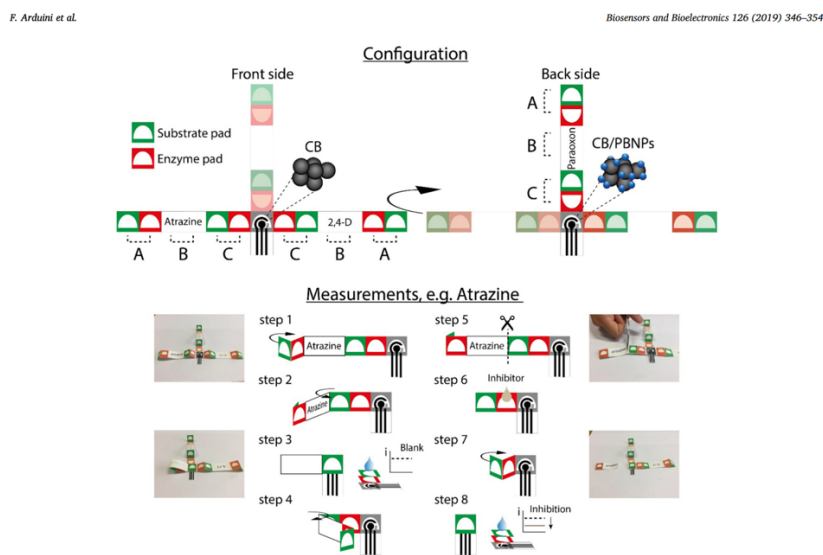 F. Arduini et al.
Biosensors and Bioelectronics 126 (2019) 346–354
Configuration
Front side
Back side
Substrate pad
Enzyme pad
CB
A
B
C
Paraoxon
CB/PBNPs
Atrazine
2,4-D
A
B
C
C
B
A
Measurements, e.g. Atrazine
step 1
Atrazine
step 5
Atrazine
step 2
Atrazine
step 6
Inhibitor
step 3
i
Blank
step 7
step 4
step 8
i
Inhibition